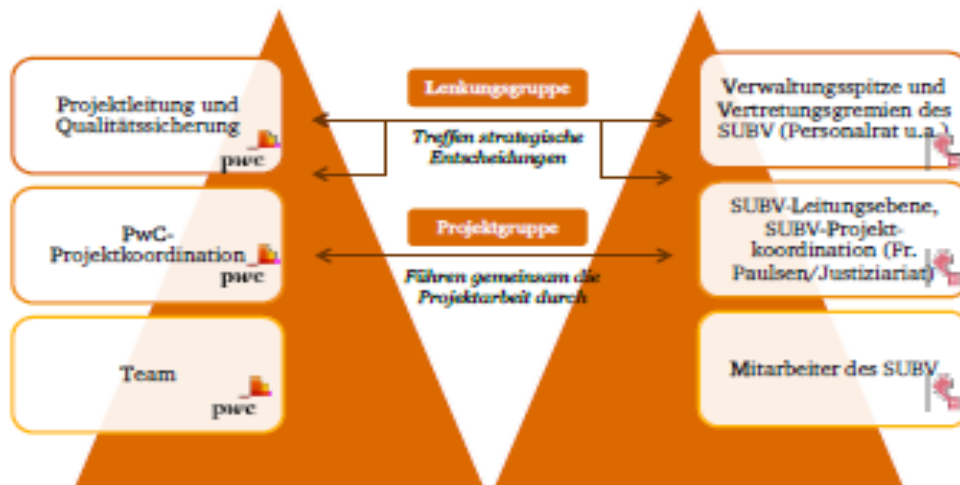 Projektleitung und
Qualitätssicherung
pwc
Lenkungsgruppe
Treffen strategische
Entscheidungen
Verwaltungsspitze und
Vertretungsgremien des
SUBV (Personalrat u.a.)
PwC-
Projektkoordination
pwc
Projektgruppe
Führen gemeinsam die
Projektarbeit durch
SUBV-Leitungsebene,
SUBV-Projekt-
koordination (Fr.
Paulsen/Justiziariat)
Team
pwc
Mitarbeiter des SUBV